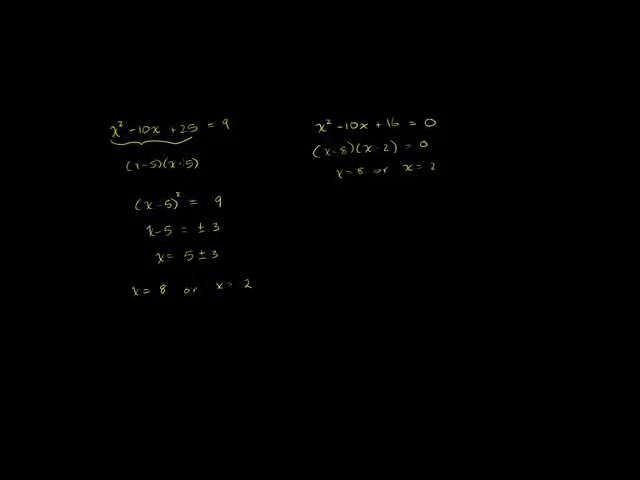 x² -10x +25 = 9
(x-5)(x-5)
(x-5)² = 9
x-5 = ± 3
x = 5 ± 3
x = 8 or x = 2
x² -10x + 16 = 0
(x-8)(x-2) = 0
x=8 or x=2